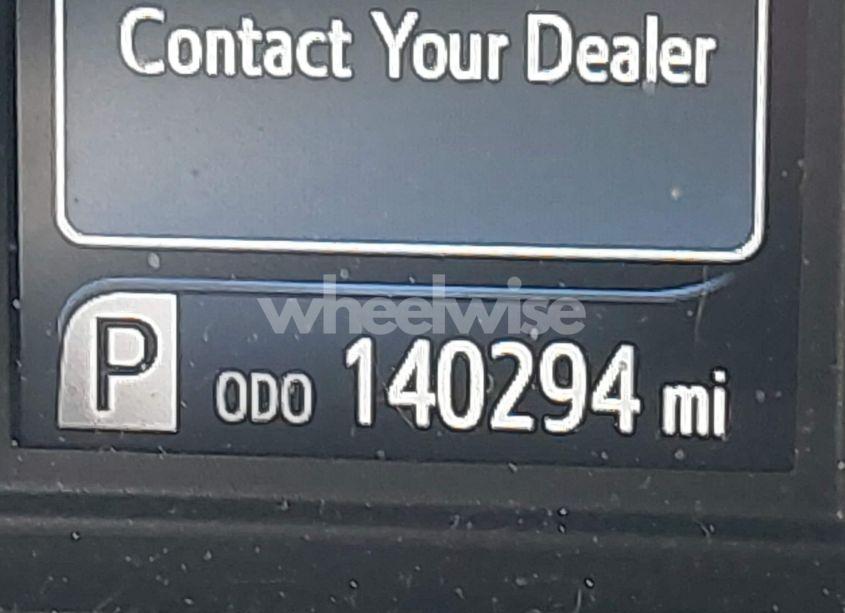 Contact Your Dealer
wheelwise
P ODO 140294 mi